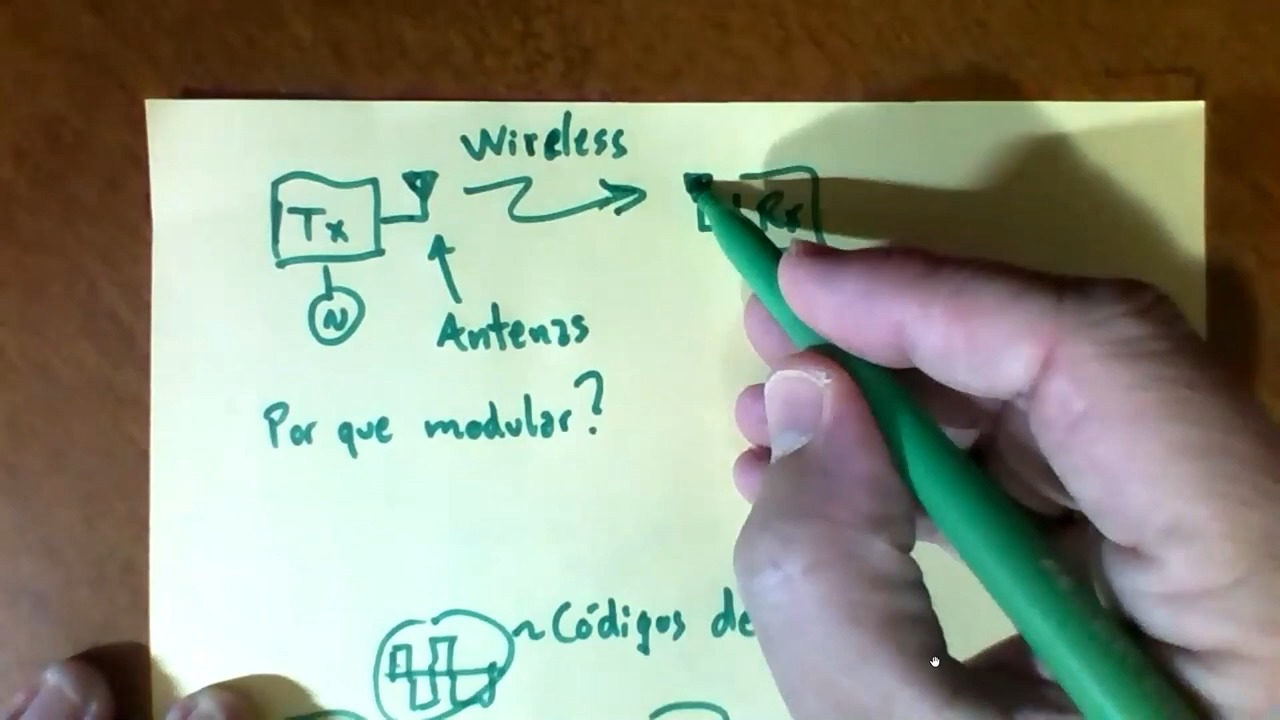 Wireless
Tx
Rx
N
Antenas
Por que modular?
~ Códigos de